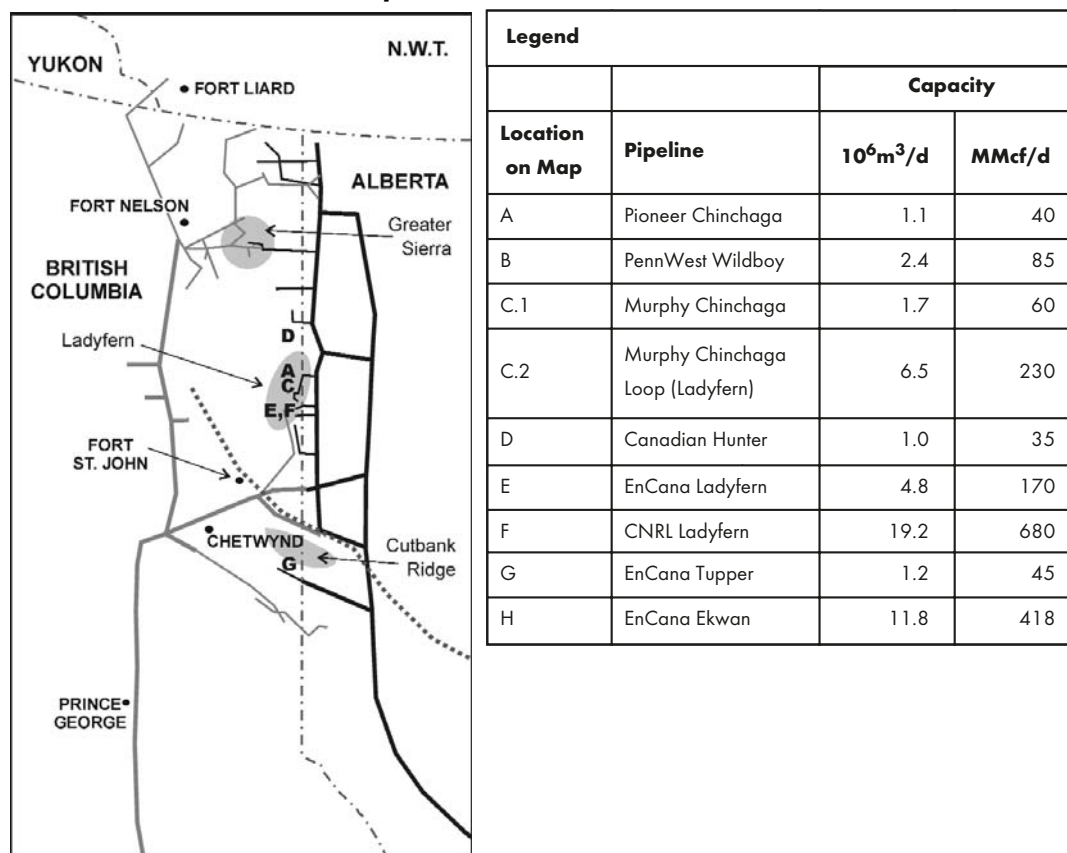 N.W.T.
YUKON
FORT LIARD
ALBERTA
FORT NELSON
Greater
Sierra
BRITISH
COLUMBIA
Ladyfern
D
A
C
E,F
FORT
ST. JOHN
CHETWYND
Cutbank
Ridge
G
PRINCE
GEORGE
Legend
Capacity
Location on Map Pipeline 10⁶m³/d MMcf/d
A Pioneer Chinchaga 1.1 40
B PennWest Wildboy 2.4 85
C.1 Murphy Chinchaga 1.7 60
C.2 Murphy Chinchaga Loop (Ladyfern) 6.5 230
D Canadian Hunter 1.0 35
E EnCana Ladyfern 4.8 170
F CNRL Ladyfern 19.2 680
G EnCana Tupper 1.2 45
H EnCana Ekwan 11.8 418